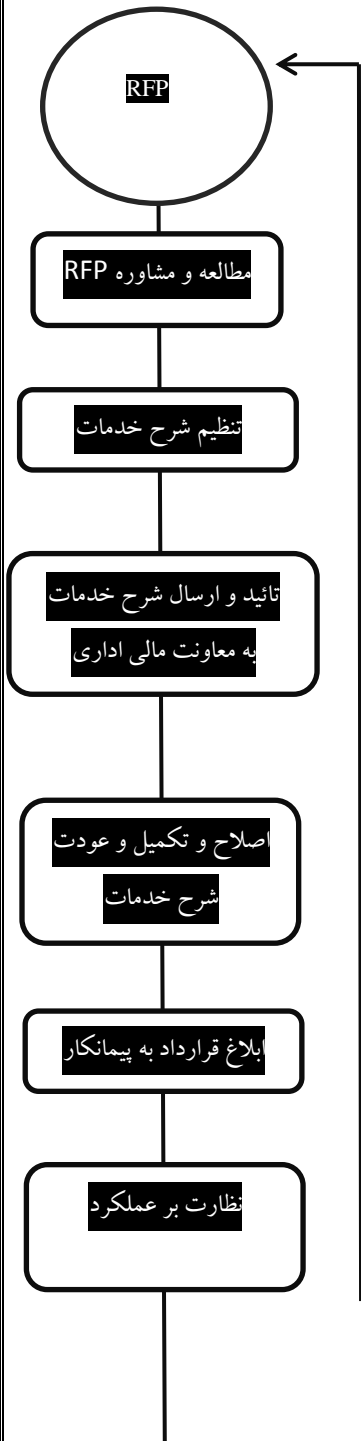 RFP
مطالعه و مشاوره RFP
تنظیم شرح خدمات
تائید و ارسال شرح خدمات
به معاونت مالی اداری
اصلاح و تکمیل و عودت
شرح خدمات
ابلاغ قرارداد به پیمانکار
نظارت بر عملکرد